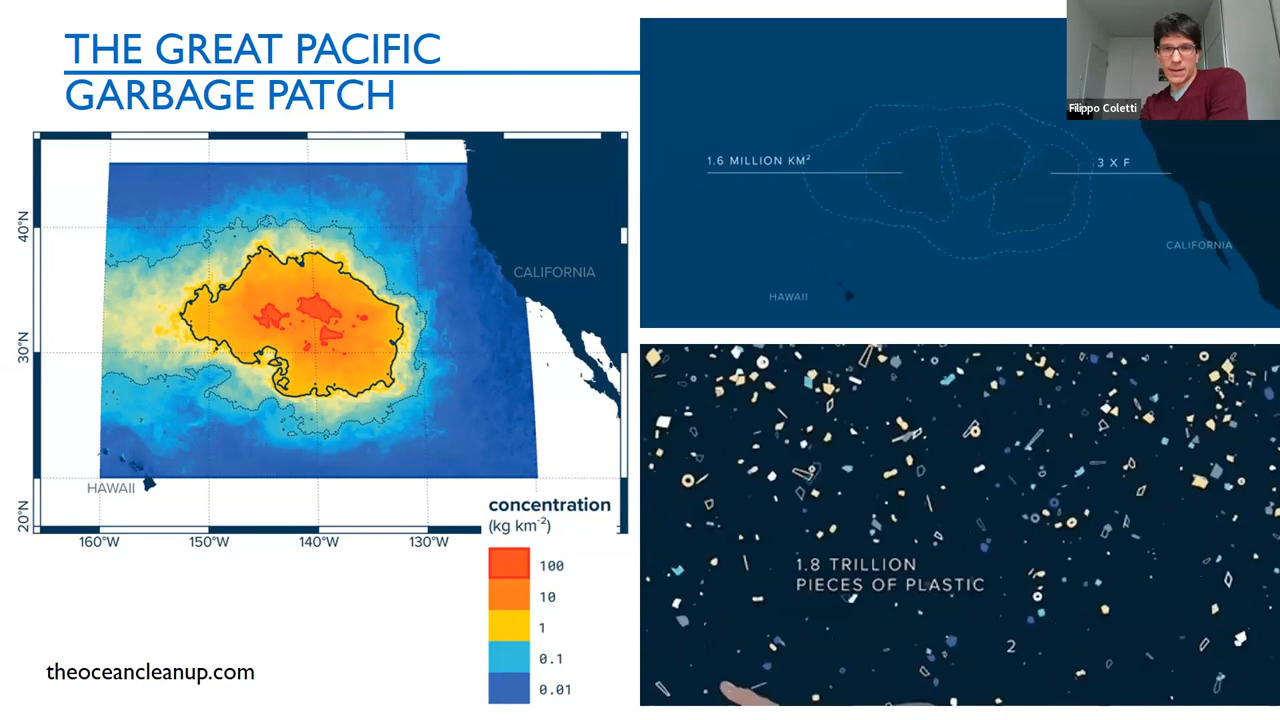 THE GREAT PACIFIC
GARBAGE PATCH
40°N
30°N
20°N
CALIFORNIA
HAWAII
160°W
150°W
140°W
130°W
concentration
(kg km⁻²)
100
10
1
0.1
0.01
theoceancleanup.com
1.6 MILLION KM²
3 X F
CALIFORNIA
HAWAII
Filippo Coletti
1.8 TRILLION
PIECES OF PLASTIC
2